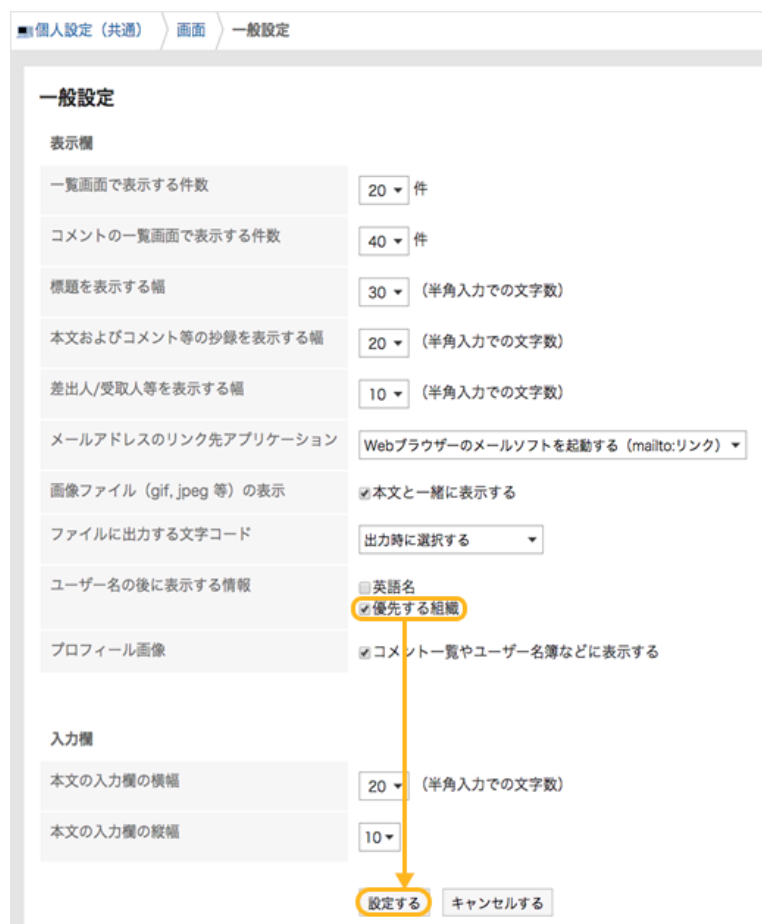 個人設定（共通） 画面 一般設定
一般設定
表示欄
一覧画面で表示する件数 20 件
コメントの一覧画面で表示する件数 40 件
標題を表示する幅 30 （半角入力での文字数）
本文およびコメント等の抄録を表示する幅 20 （半角入力での文字数）
差出人/受取人等を表示する幅 10 （半角入力での文字数）
メールアドレスのリンク先アプリケーション Webブラウザーのメールソフトを起動する（mailto:リンク）
画像ファイル（gif, jpeg 等）の表示 本文と一緒に表示する
ファイルに出力する文字コード 出力時に選択する
ユーザー名の後に表示する情報 英語名
優先する組織
プロフィール画像 コメント一覧やユーザー名簿などに表示する
入力欄
本文の入力欄の横幅 20 （半角入力での文字数）
本文の入力欄の縦幅 10
設定する キャンセルする